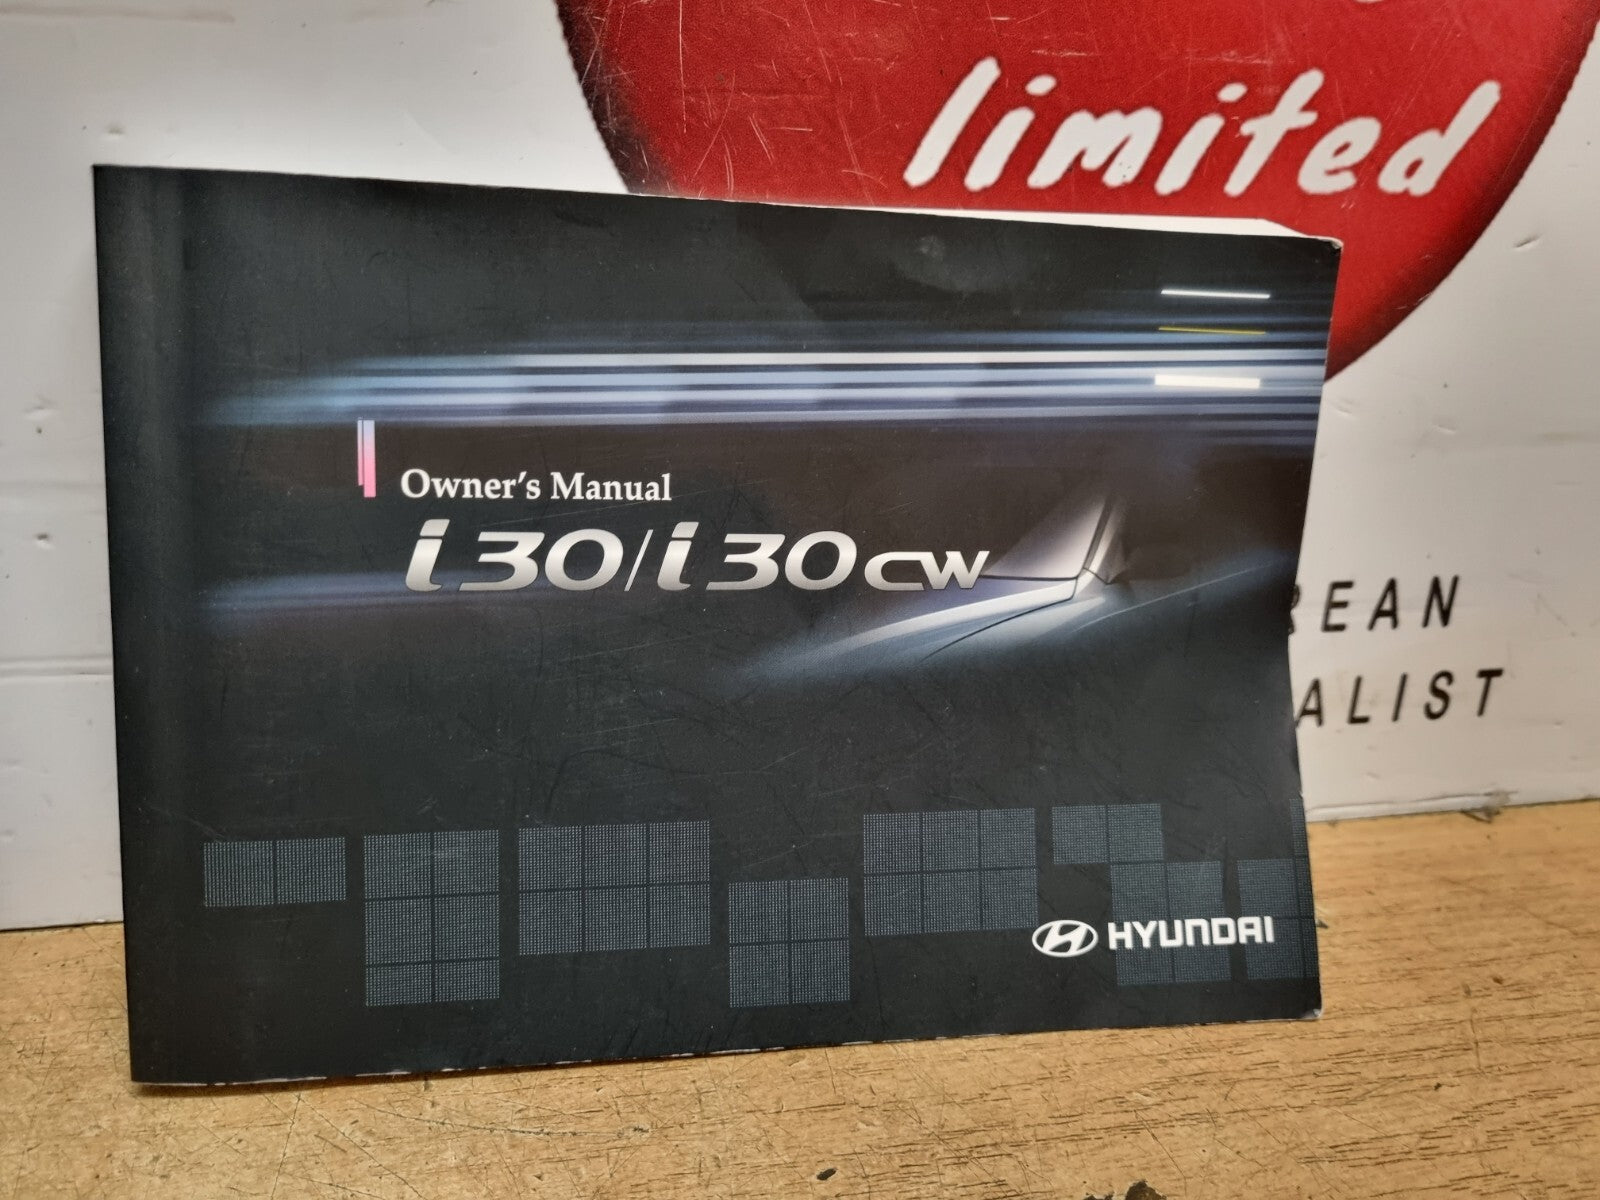 limited
Owner's Manual
i30/i30cw
REAN
ALIST
HYUNDAI